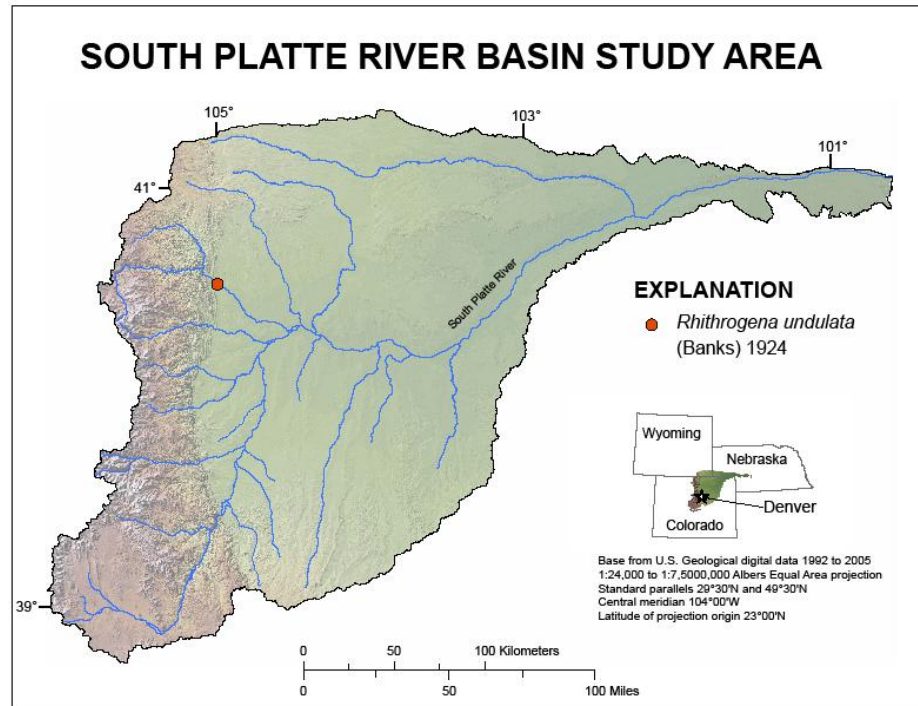 SOUTH PLATTE RIVER BASIN STUDY AREA
105°
103°
101°
41°
South Platte River
EXPLANATION
Rhithrogena undulata
(Banks) 1924
Wyoming
Nebraska
Denver
Colorado
Base from U.S. Geological digital data 1992 to 2005
1:24,000 to 1:7,5000,000 Albers Equal Area projection
Standard parallels 29°30'N and 49°30'N
Central meridian 104°00'W
Latitude of projection origin 23°00'N
39°
0 50 100 Kilometers
0 50 100 Miles